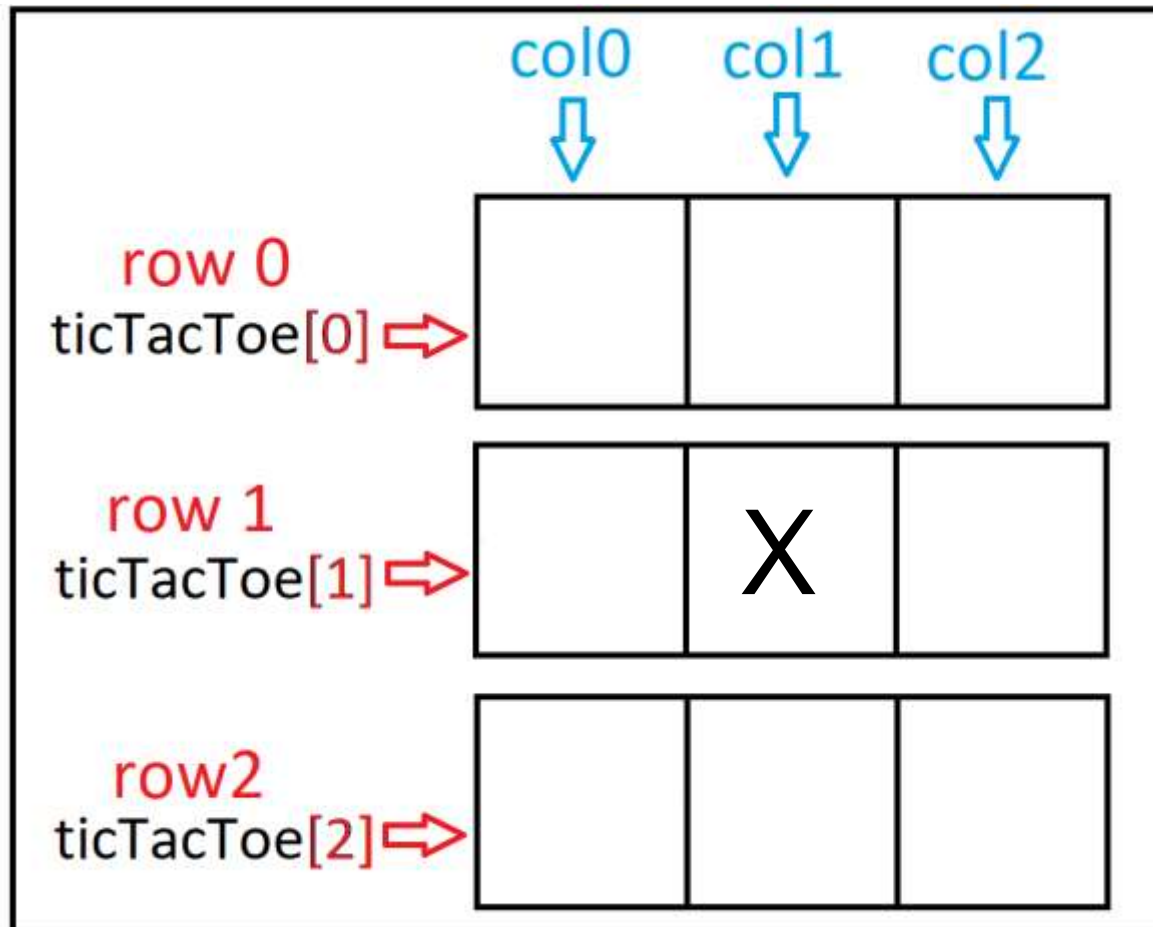 col0 col1 col2
row 0
ticTacToe[0]
row 1
ticTacToe[1]
X
row2
ticTacToe[2]